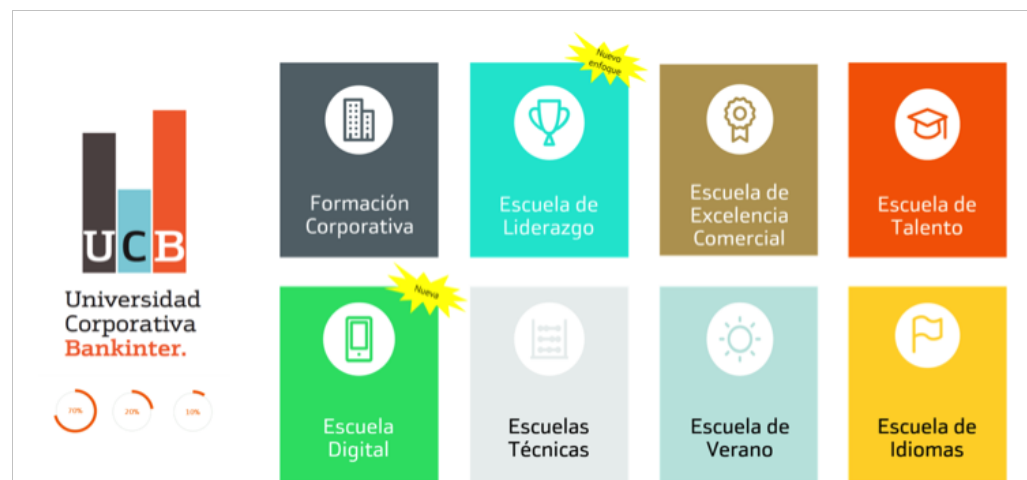 UCB
Universidad
Corporativa
Bankinter.
70%
20%
10%
Formación
Corporativa
Nuevo
enfoque
Escuela de
Liderazgo
Escuela de
Excelencia
Comercial
Escuela de
Talento
Nueva
Escuela
Digital
Escuelas
Técnicas
Escuela de
Verano
Escuela de
Idiomas